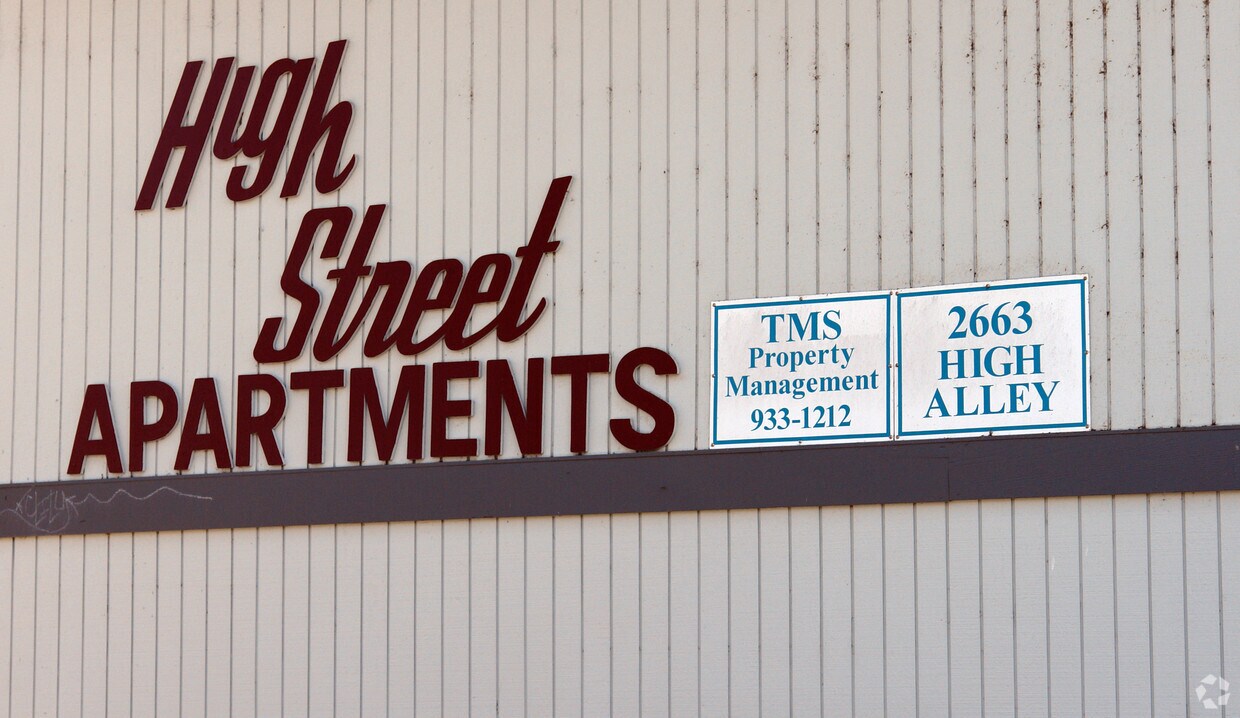 High
Street
APARTMENTS
TMS
Property
Management
933-1212
2663
HIGH
ALLEY